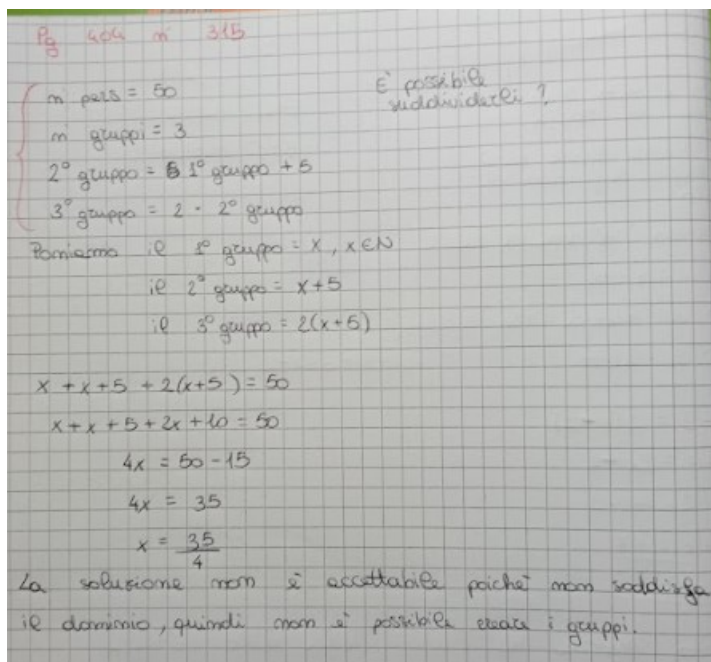 Pg 404 n° 315
n° pers = 50
È possibile
suddividerli ?
n° gruppi = 3
2° gruppo = 1° gruppo + 5
3° gruppo = 2 · 2° gruppo
Poniamo il 1° gruppo = x, x ∈ N
il 2° gruppo = x+5
il 3° gruppo = 2(x+5)
x + x+5 + 2(x+5) = 50
x + x + 5 + 2x + 10 = 50
4x = 50 - 15
4x = 35
x = 35/4
La soluzione non è accettabile poiché non soddisfa
il dominio, quindi non è possibile creare i gruppi.